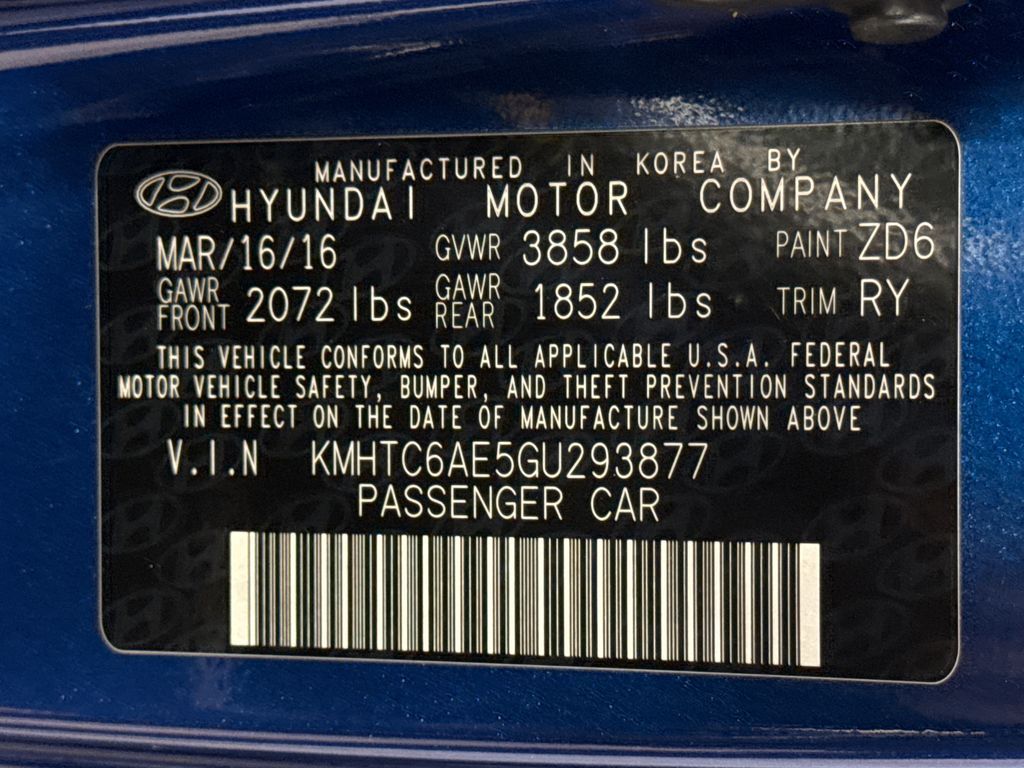 MANUFACTURED IN KOREA BY
HYUNDAI MOTOR COMPANY
MAR/16/16 GVWR 3858 lbs PAINT ZD6
GAWR FRONT 2072 lbs GAWR REAR 1852 lbs TRIM RY
THIS VEHICLE CONFORMS TO ALL APPLICABLE U.S.A. FEDERAL
MOTOR VEHICLE SAFETY, BUMPER, AND THEFT PREVENTION STANDARDS
IN EFFECT ON THE DATE OF MANUFACTURE SHOWN ABOVE
V.I.N KMHTC6AE5GU293877
PASSENGER CAR